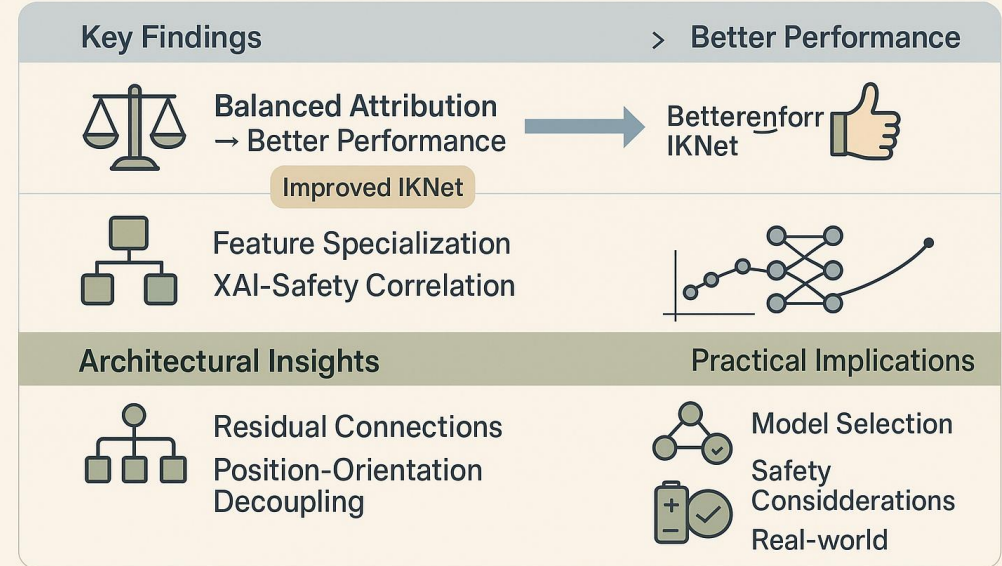 Key Findings
> Better Performance
Balanced Attribution
→ Better Performance
Betterenforr
IKNet
Improved IKNet
Feature Specialization
XAI-Safety Correlation
Architectural Insights
Practical Implications
Residual Connections
Position-Orientation
Decoupling
Model Selection
Safety
Considderations
Real-world